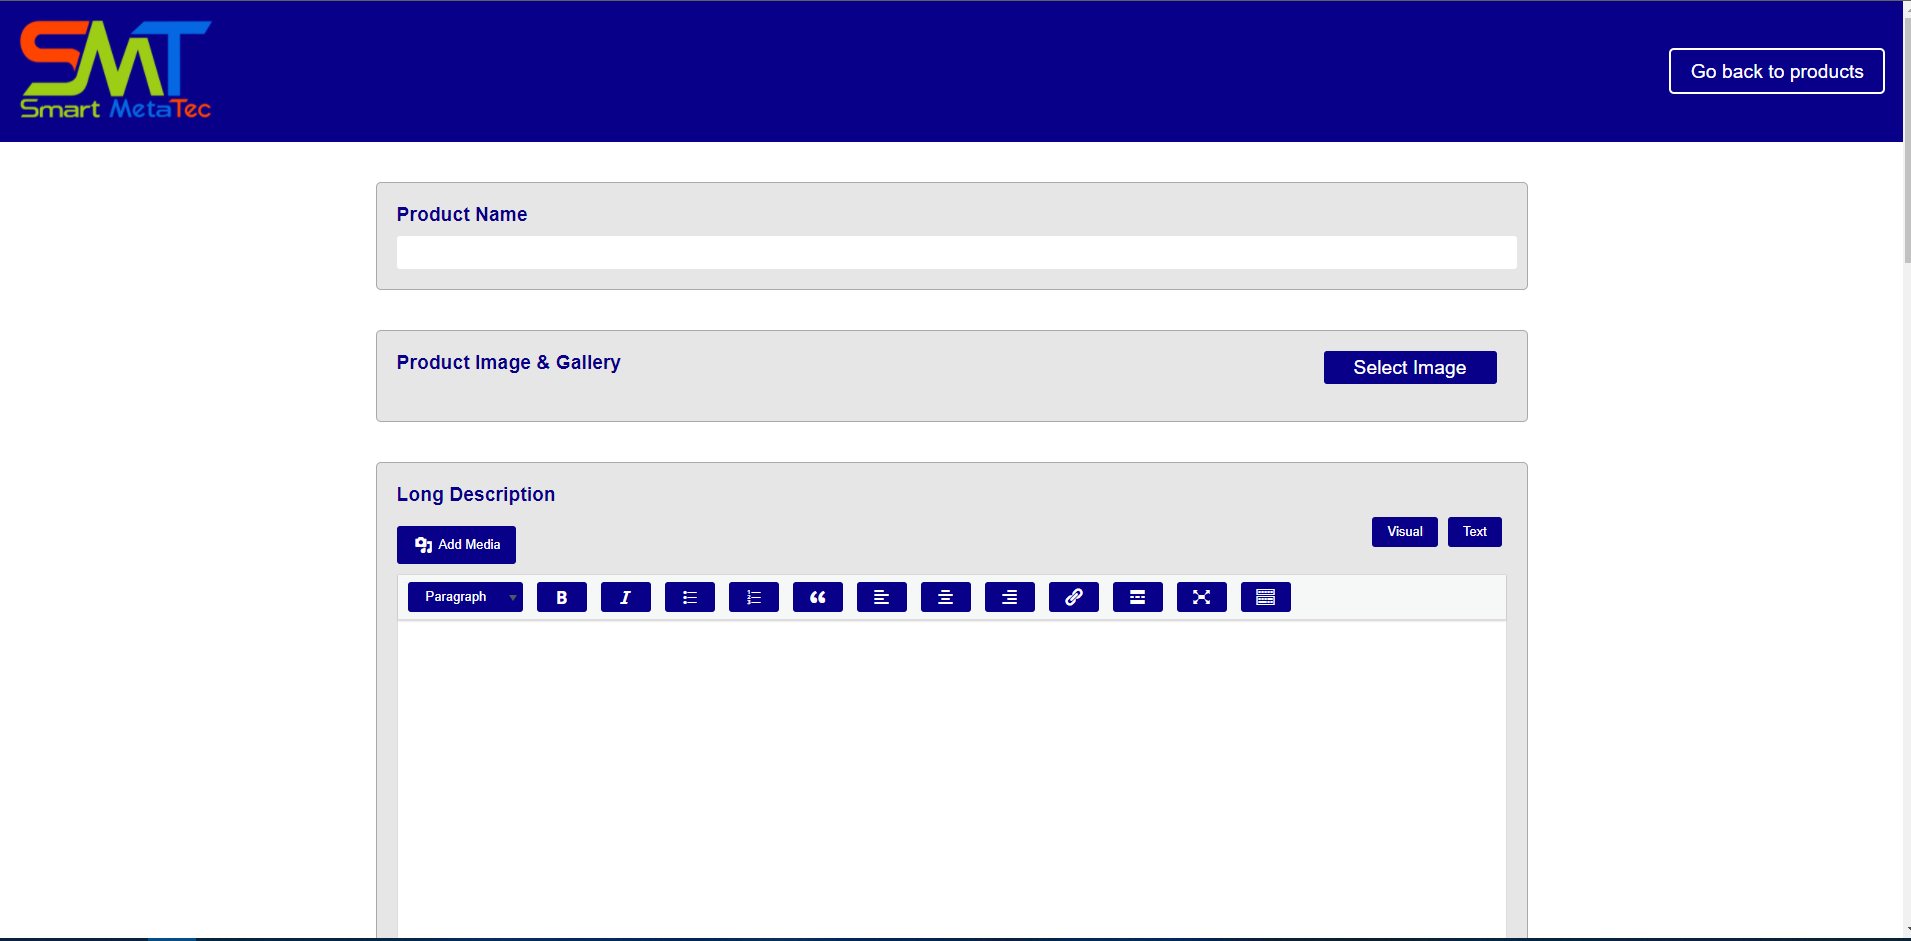 SMT
Smart MetaTec
Go back to products
Product Name
Product Image & Gallery
Select Image
Long Description
Add Media
Visual
Text
Paragraph
B
I